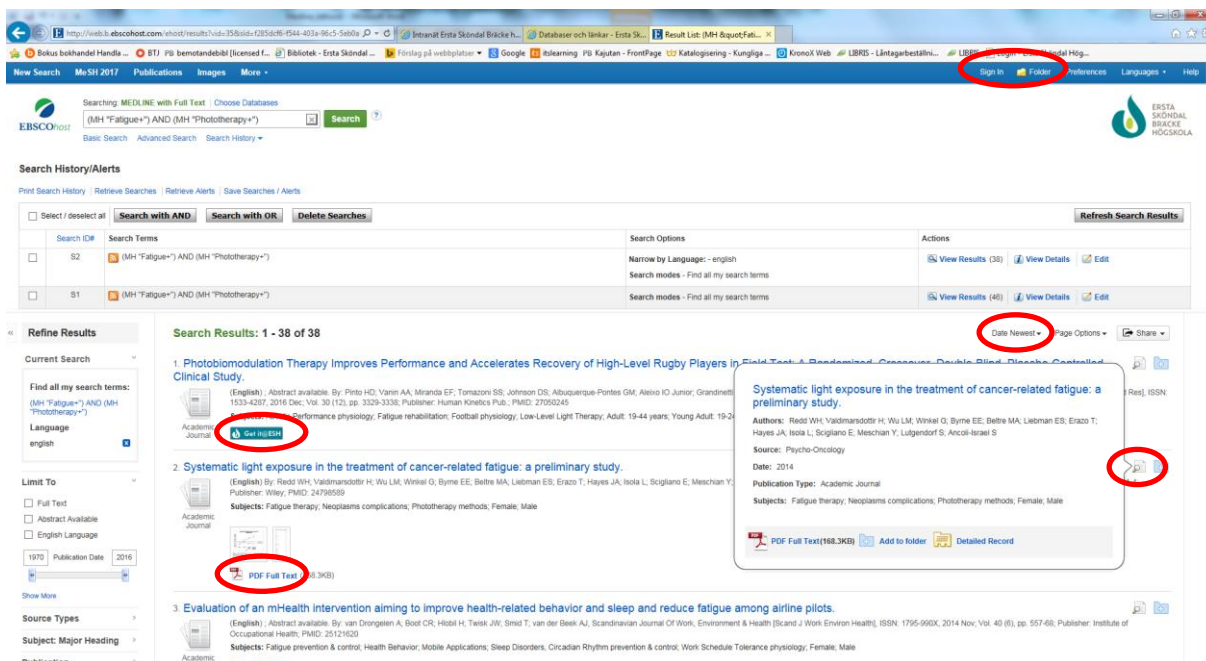 http://web.b.ebscohost.com/ehost/results?vid=35&sid=f285dcf6-f544-403a-96c5-5eb0a
Intranät Ersta Sköndal Bräcke h...
Databaser och länkar - Ersta Sk...
Result List: (MH &quot;Fati...
Bokus bokhandel Handla ...
BTJ
PB bemotandebibl [licensed f...
Bibliotek - Ersta Sköndal ...
Förslag på webbplatser
Google
itslearning
PB Kajutan - FrontPage
Katalogisering - Kungliga ...
KronoX Web
LIBRIS - Låntagarbeställni...
LIBRIS
New Search
MeSH 2017
Publications
Images
More
Sign In
Folder
Preferences
Languages
Help
Searching: MEDLINE with Full Text | Choose Databases
EBSCOhost
(MH "Fatigue+") AND (MH "Phototherapy+")
Search
Basic Search Advanced Search Search History
ERSTA
SKÖNDAL
BRÄCKE
HÖGSKOLA
Search History/Alerts
Print Search History | Retrieve Searches | Retrieve Alerts | Save Searches / Alerts
Select / deselect all
Search with AND
Search with OR
Delete Searches
Refresh Search Results
Search ID#
Search Terms
Search Options
Actions
S2
(MH "Fatigue+") AND (MH "Phototherapy+")
Narrow by Language: - english
Search modes - Find all my search terms
View Results (38)
View Details
Edit
S1
(MH "Fatigue+") AND (MH "Phototherapy+")
Search modes - Find all my search terms
View Results (46)
View Details
Edit
Refine Results
Current Search
Find all my search terms:
(MH "Fatigue+") AND (MH "Phototherapy+")
Language
english
Limit To
Full Text
Abstract Available
English Language
1970 Publication Date 2016
Show More
Source Types
Subject: Major Heading
Search Results: 1 - 38 of 38
Date Newest
Page Options
Share
1. Photobiomodulation Therapy Improves Performance and Accelerates Recovery of High-Level Rugby Players in Field Test: A Randomized, Crossover, Double-Blind, Placebo-Controlled
Clinical Study.
(English) ; Abstract available. By: Pinto HD; Vanin AA; Miranda EF; Tomazoni SS; Johnson DS; Albuquerque-Pontes GM; Aleixo IO Junior; Grandinetti
Res], ISSN:
1533-4287, 2016 Dec; Vol. 30 (12), pp. 3329-3338; Publisher: Human Kinetics Pub.; PMID: 27050245
Subjects: Performance physiology; Fatigue rehabilitation; Football physiology; Low-Level Light Therapy; Adult: 19-44 years; Young Adult: 19-24
Academic
Journal
Get it@ESH
2. Systematic light exposure in the treatment of cancer-related fatigue: a preliminary study.
(English) By: Redd WH; Valdimarsdottir H; Wu LM; Winkel G; Byrne EE; Beltre MA; Liebman ES; Erazo T; Hayes JA; Isola L; Scigliano E; Meschian Y;
Publisher: Wiley; PMID: 24798589
Subjects: Fatigue therapy; Neoplasms complications; Phototherapy methods; Female; Male
Academic
Journal
PDF Full Text
Systematic light exposure in the treatment of cancer-related fatigue: a
preliminary study.
Authors: Redd WH; Valdimarsdottir H; Wu LM; Winkel G; Byrne EE; Beltre MA; Liebman ES; Erazo T;
Hayes JA; Isola L; Scigliano E; Meschian Y; Lutgendorf S; Ancoli-Israel S
Source: Psycho-Oncology
Date: 2014
Publication Type: Academic Journal
Subjects: Fatigue therapy; Neoplasms complications; Phototherapy methods; Female; Male
PDF Full Text(168.3KB)
Add to folder
Detailed Record
3. Evaluation of an mHealth intervention aiming to improve health-related behavior and sleep and reduce fatigue among airline pilots.
(English) ; Abstract available. By: van Drongelen A; Boot CR; Hlobil H; Twisk JW; Smid T; van der Beek AJ, Scandinavian Journal Of Work, Environment & Health [Scand J Work Environ Health], ISSN: 1795-990X, 2014 Nov; Vol. 40 (6), pp. 557-68; Publisher: Institute of
Occupational Health; PMID: 25121620
Subjects: Fatigue prevention & control; Health Behavior; Mobile Applications; Sleep Disorders, Circadian Rhythm prevention & control; Work Schedule Tolerance physiology; Female; Male
Academic